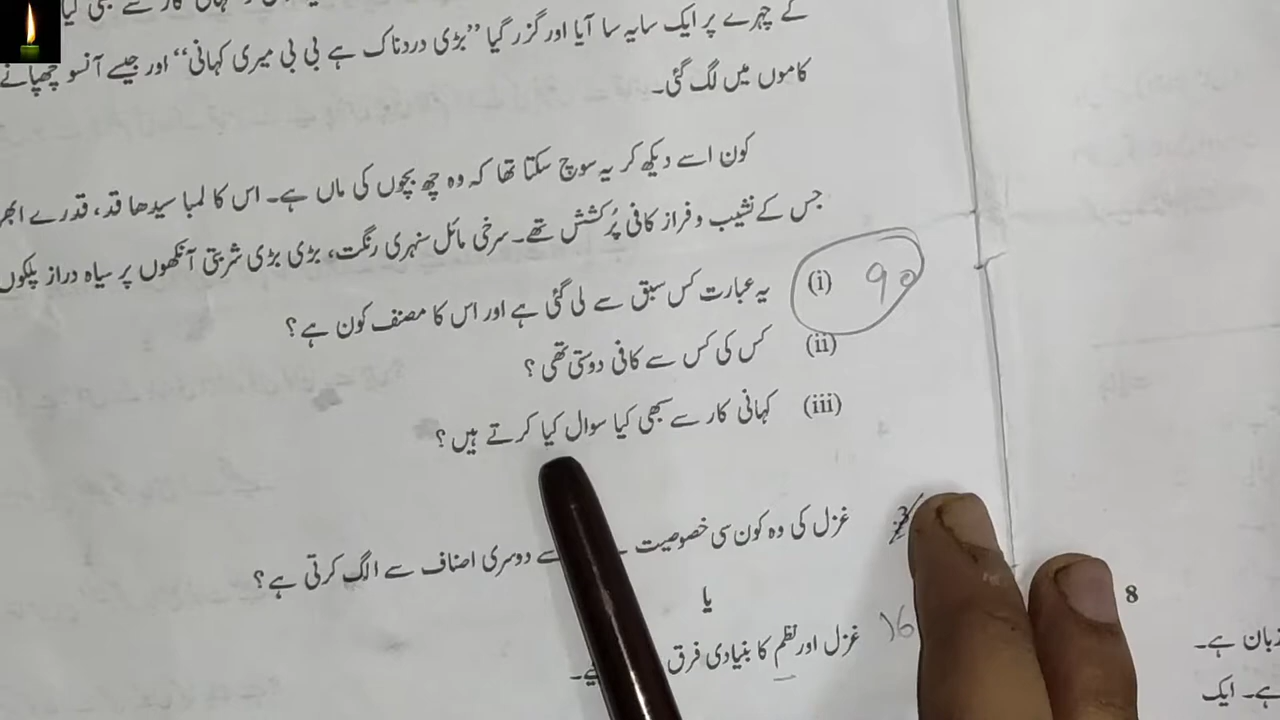 کے چہرے پر ایک سایہ سا آیا اور گزر گیا ”بڑی دردناک ہے بی بی میری کہانی“ اور جیسے آنسو چھپانے
کاموں میں لگ گئی۔
کون اسے دیکھ کر یہ سوچ سکتا تھا کہ وہ چھ بچوں کی ماں ہے۔ اس کا لمبا سیدھا قد، قدرے
جس کے نشیب و فراز کافی پُرکشش تھے۔ سرخی مائل سنہری رنگت، بڑی بڑی شربتی آنکھوں پر سیاہ دراز پلکوں
(i) یہ عبارت کس سبق سے لی گئی ہے اور اس کا مصنف کون ہے؟
(ii) کس کی کس سے کافی دوستی تھی؟
(iii) کہانی کار سے سبھی کیا سوال کیا کرتے ہیں؟
غزل کی وہ کون سی خصوصیت سے دوسری اصناف سے الگ کرتی ہے؟
یا
16 غزل اور نظم کا بنیادی فرق
8
زبان ہے۔
ہے۔ ایک